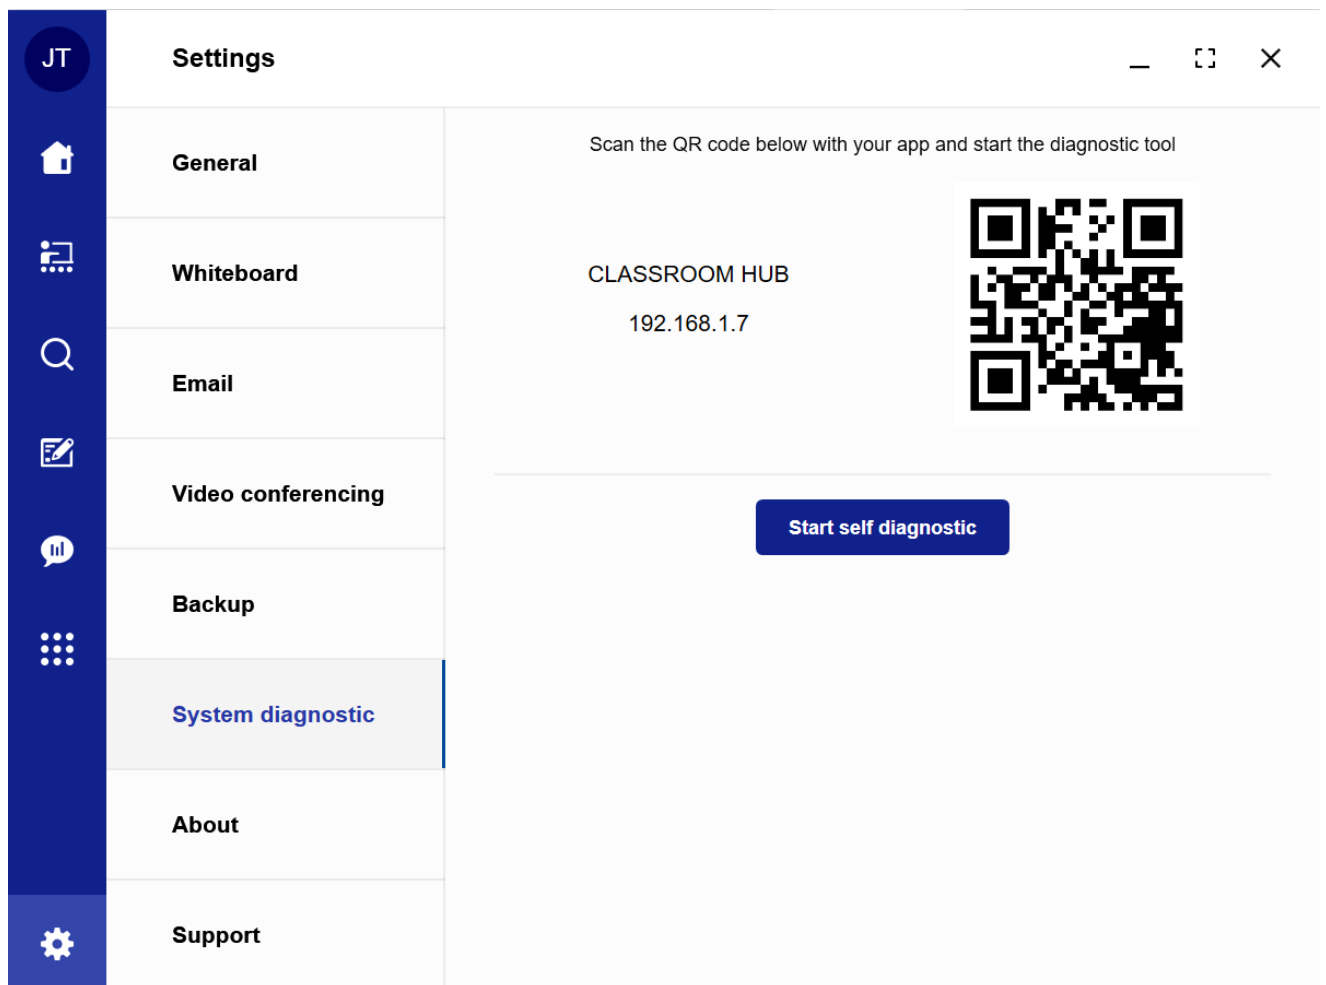 JT
Settings
General
Whiteboard
Email
Video conferencing
Backup
System diagnostic
About
Support
Scan the QR code below with your app and start the diagnostic tool
CLASSROOM HUB
192.168.1.7
Start self diagnostic